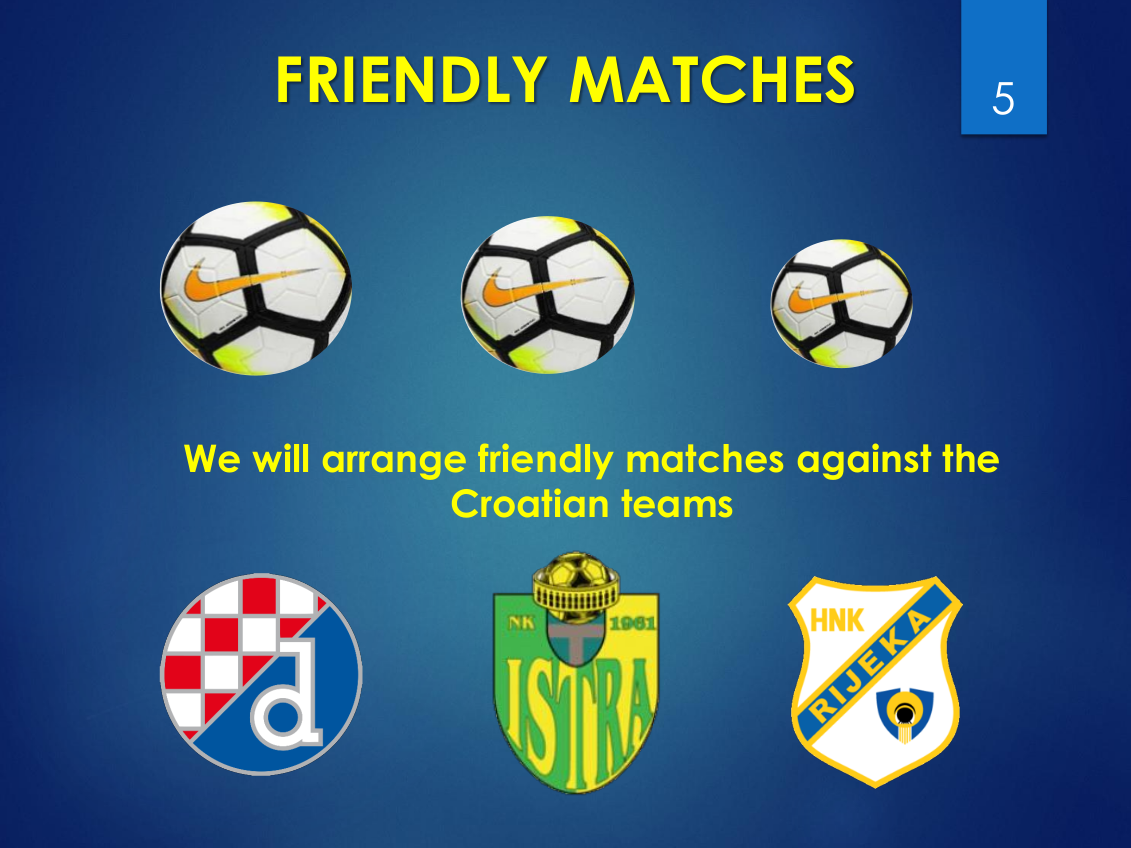 FRIENDLY MATCHES
5
We will arrange friendly matches against the
Croatian teams
d
NK 1961
ISTRA
HNK
RIJEKA